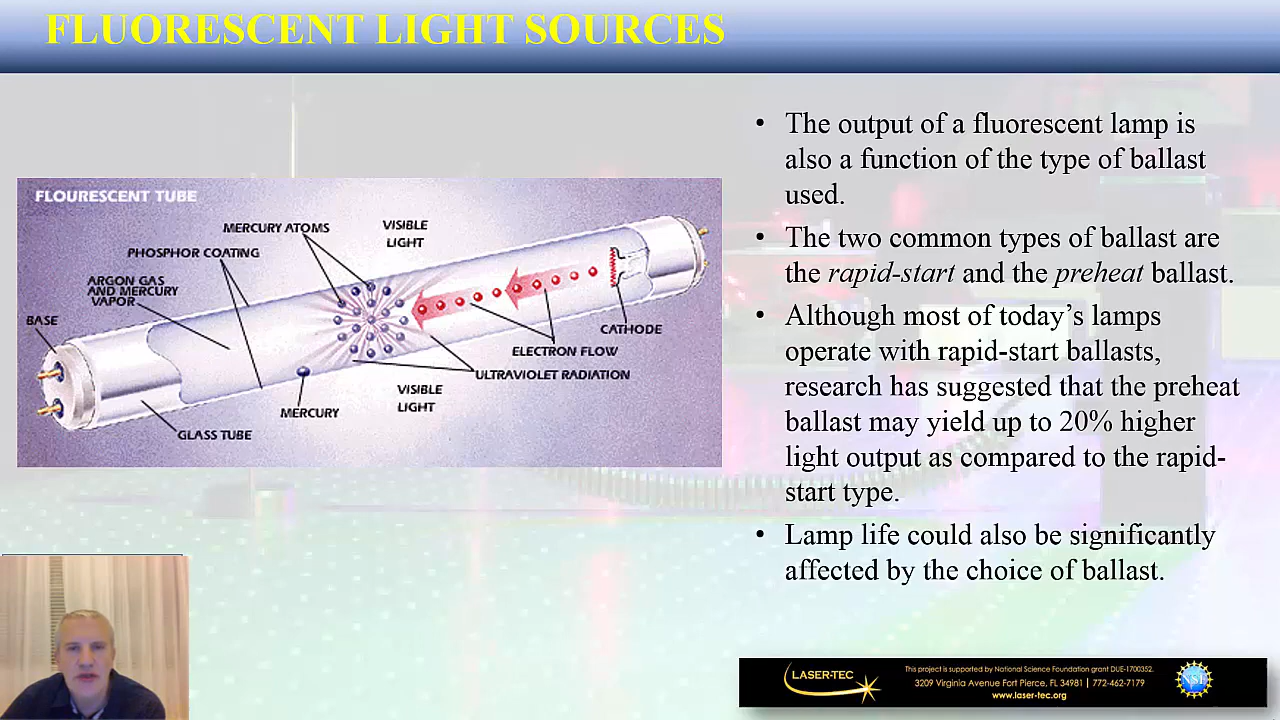 FLUORESCENT LIGHT SOURCES
FLOURESCENT TUBE
MERCURY ATOMS
VISIBLE
LIGHT
PHOSPHOR COATING
ARGON GAS
AND MERCURY
VAPOR
BASE
CATHODE
ELECTRON FLOW
ULTRAVIOLET RADIATION
VISIBLE
LIGHT
MERCURY
GLASS TUBE
• The output of a fluorescent lamp is
also a function of the type of ballast
used.
• The two common types of ballast are
the rapid-start and the preheat ballast.
• Although most of today’s lamps
operate with rapid-start ballasts,
research has suggested that the preheat
ballast may yield up to 20% higher
light output as compared to the rapid-
start type.
• Lamp life could also be significantly
affected by the choice of ballast.
LASER-TEC
This project is supported by National Science Foundation grant DUE-1700352.
3209 Virginia Avenue Fort Pierce, FL 34981 | 772-462-7179
www.laser-tec.org
NSF